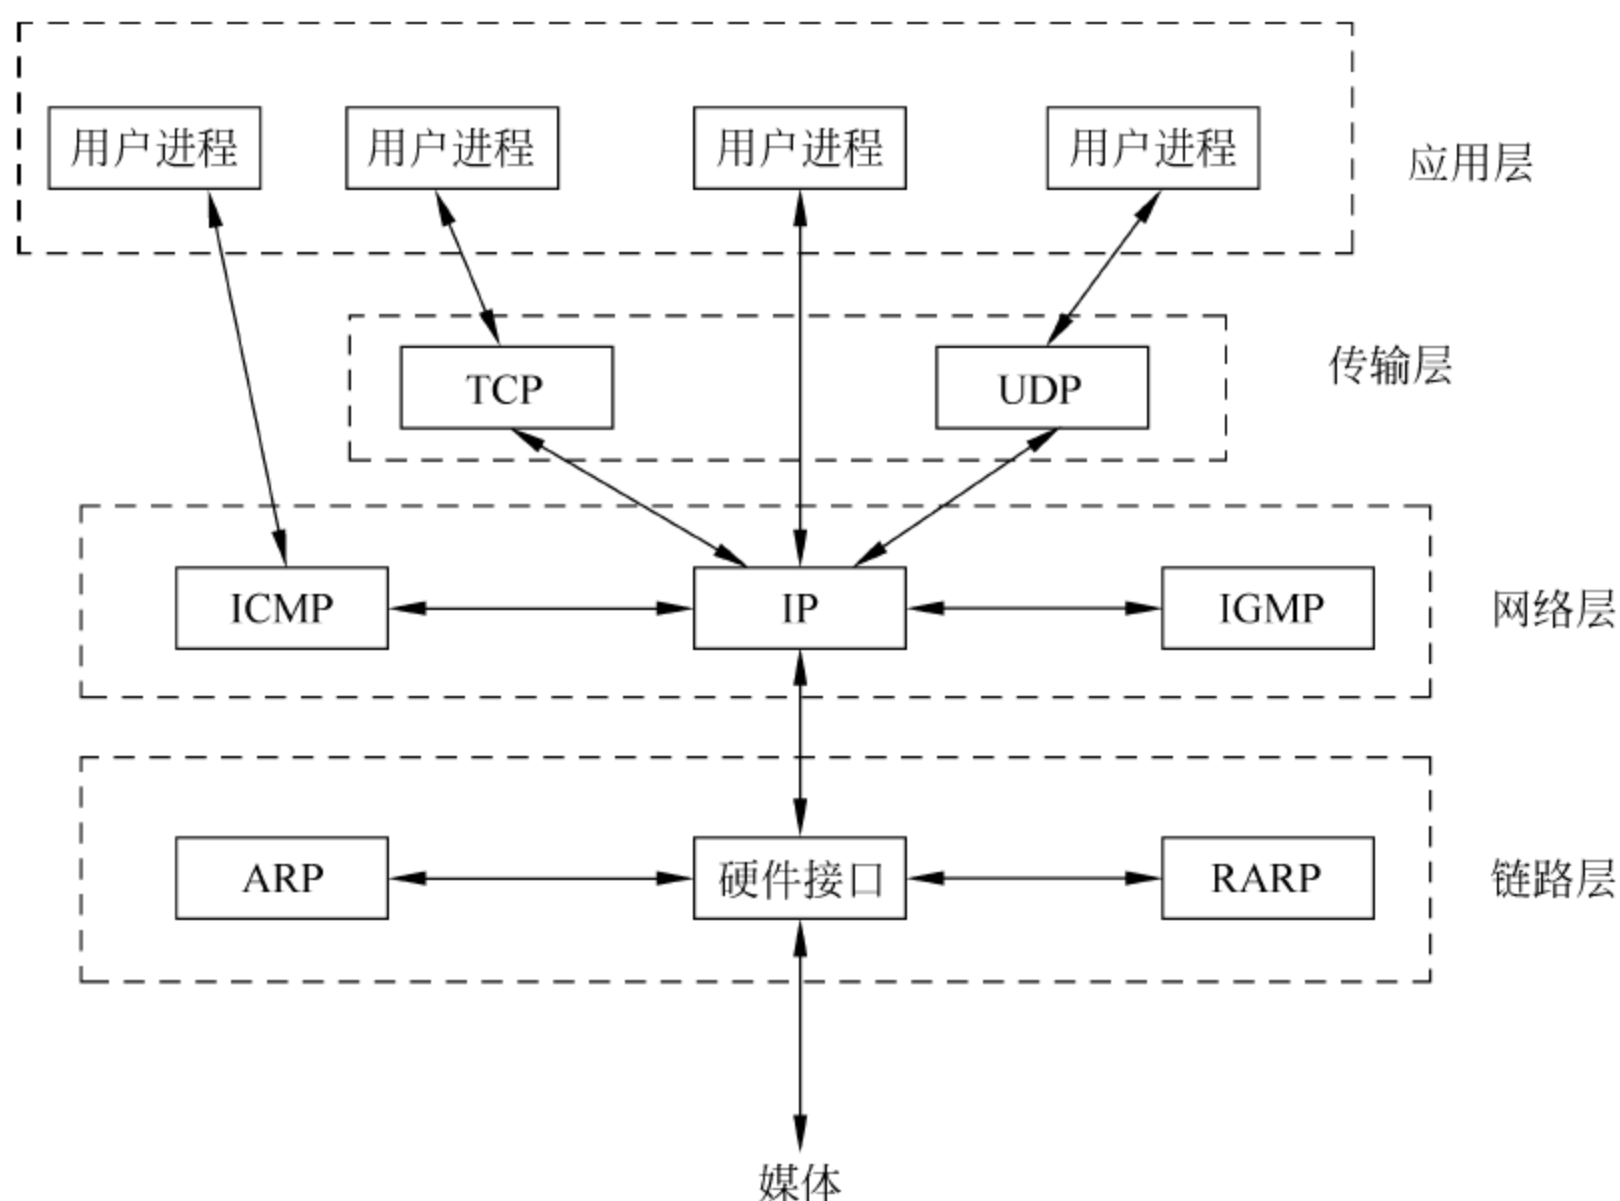 用户进程 用户进程 用户进程 用户进程 应用层
TCP UDP 传输层
ICMP IP IGMP 网络层
ARP 硬件接口 RARP 链路层
媒体